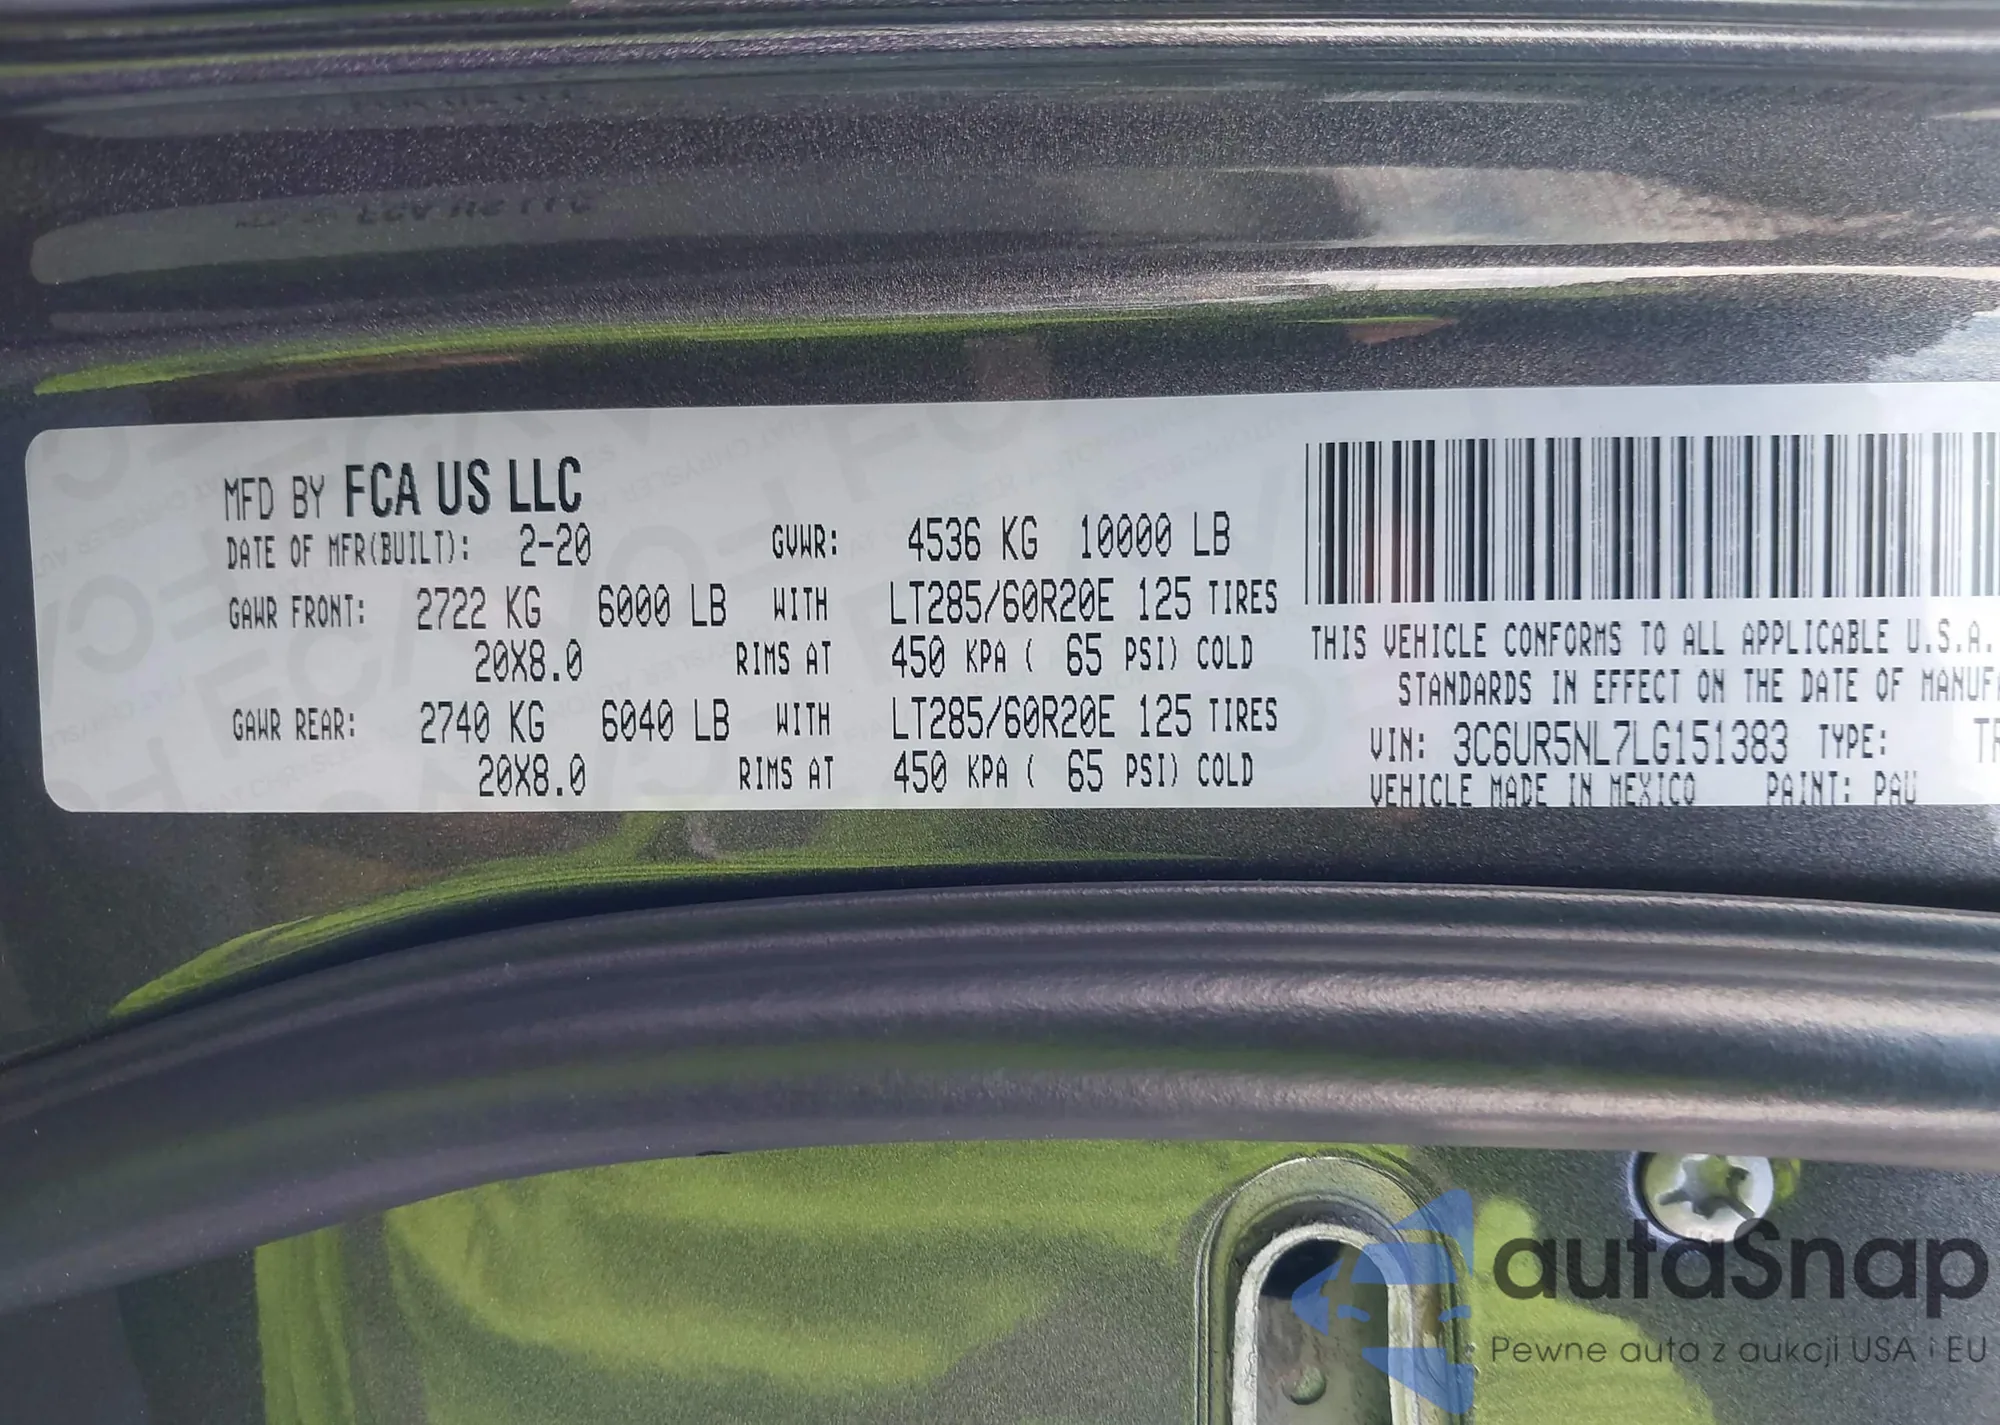 MFD BY FCA US LLC
DATE OF MFR(BUILT): 2-20 GVWR: 4536 KG 10000 LB
GAWR FRONT: 2722 KG 6000 LB WITH LT285/60R20E 125 TIRES
20X8.0 RIMS AT 450 KPA ( 65 PSI) COLD
GAWR REAR: 2740 KG 6040 LB WITH LT285/60R20E 125 TIRES
20X8.0 RIMS AT 450 KPA ( 65 PSI) COLD
THIS VEHICLE CONFORMS TO ALL APPLICABLE U.S.A.
STANDARDS IN EFFECT ON THE DATE OF MANUF
VIN: 3C6UR5NL7LG151383 TYPE: TR
VEHICLE MADE IN MEXICO PAINT: PAU
autaSnap
Pewne auta z aukcji USA i EU